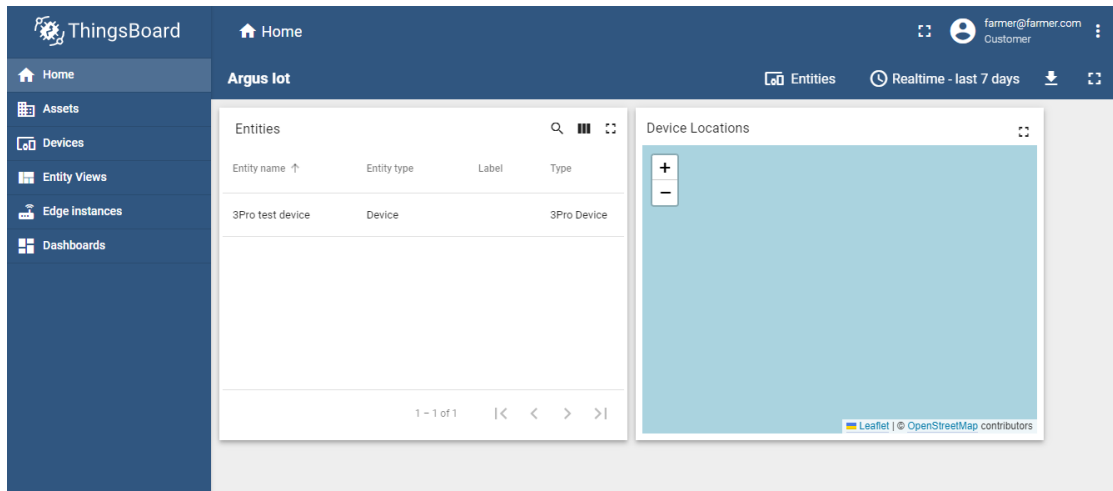 ThingsBoard
Home
farmer@farmer.com
Customer
Home
Assets
Devices
Entity Views
Edge instances
Dashboards
Argus Iot
Entities
Realtime - last 7 days
Entities
Entity name ↑ Entity type Label Type
3Pro test device Device 3Pro Device
1 – 1 of 1
Device Locations
+
−
Leaflet | © OpenStreetMap contributors